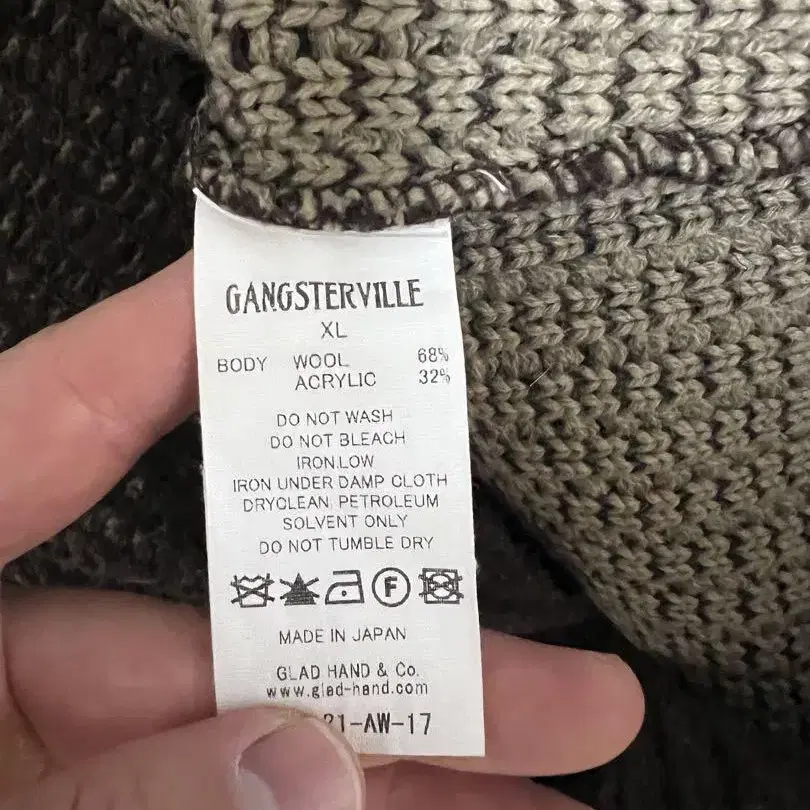 GANGSTERVILLE
XL
BODY WOOL 68%
ACRYLIC 32%
DO NOT WASH
DO NOT BLEACH
IRON.LOW
IRON UNDER DAMP CLOTH
DRYCLEAN, PETROLEUM
SOLVENT ONLY
DO NOT TUMBLE DRY
F
MADE IN JAPAN
GLAD HAND & Co.
www.glad-hand.com
21-AW-17